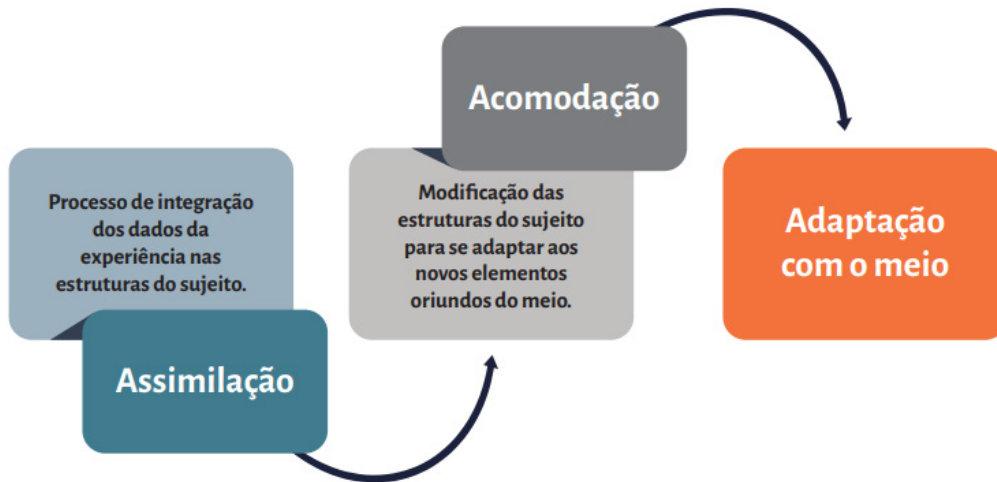 Processo de integração
dos dados da
experiência nas
estruturas do sujeito.
Assimilação
Acomodação
Modificação das
estruturas do sujeito
para se adaptar aos
novos elementos
oriundos do meio.
Adaptação
com o meio